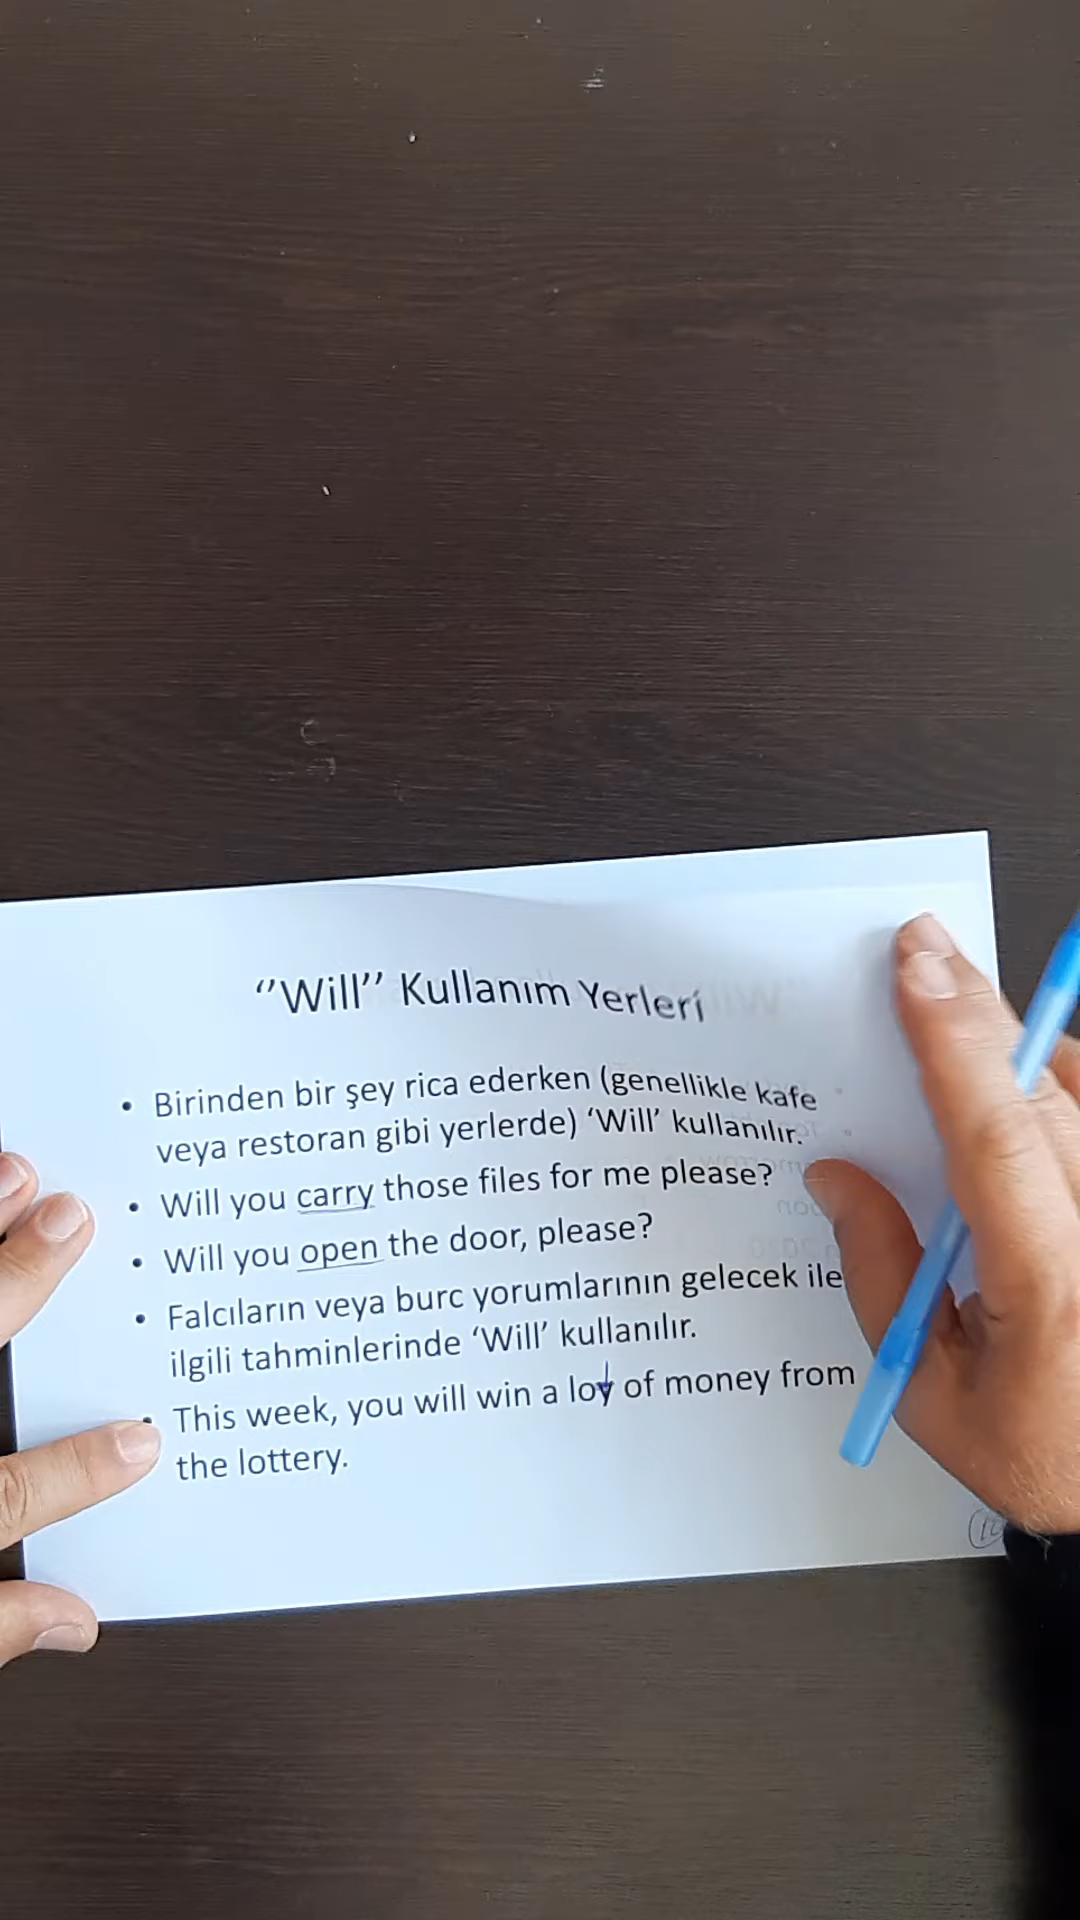 ‘’Will’’ Kullanım Yerleri
• Birinden bir şey rica ederken (genellikle kafe
veya restoran gibi yerlerde) ‘Will’ kullanılır.
• Will you carry those files for me please?
• Will you open the door, please?
• Falcıların veya burc yorumlarının gelecek ile
ilgili tahminlerinde ‘Will’ kullanılır.
• This week, you will win a lot of money from
the lottery.